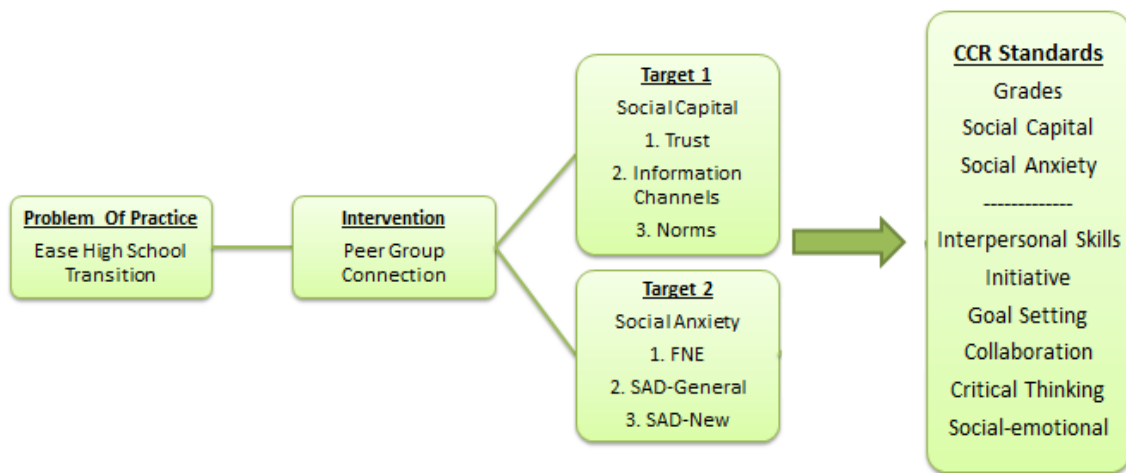 Problem Of Practice
Ease High School
Transition
Intervention
Peer Group
Connection
Target 1
Social Capital
1. Trust
2. Information
Channels
3. Norms
Target 2
Social Anxiety
1. FNE
2. SAD-General
3. SAD-New
CCR Standards
Grades
Social Capital
Social Anxiety
-------------
Interpersonal Skills
Initiative
Goal Setting
Collaboration
Critical Thinking
Social-emotional